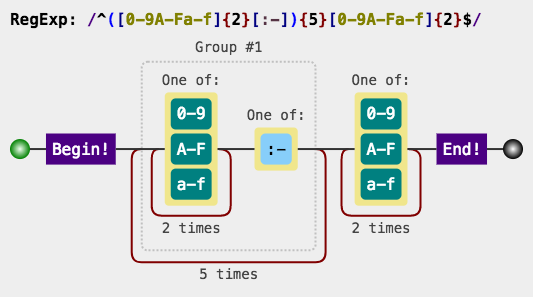 RegExp: /^([0-9A-Fa-f]{2}[:-]){5}[0-9A-Fa-f]{2}$/
Group #1
One of:
One of:
One of:
0-9
0-9
Begin!
A-F
:-
A-F
End!
a-f
a-f
2 times
2 times
5 times